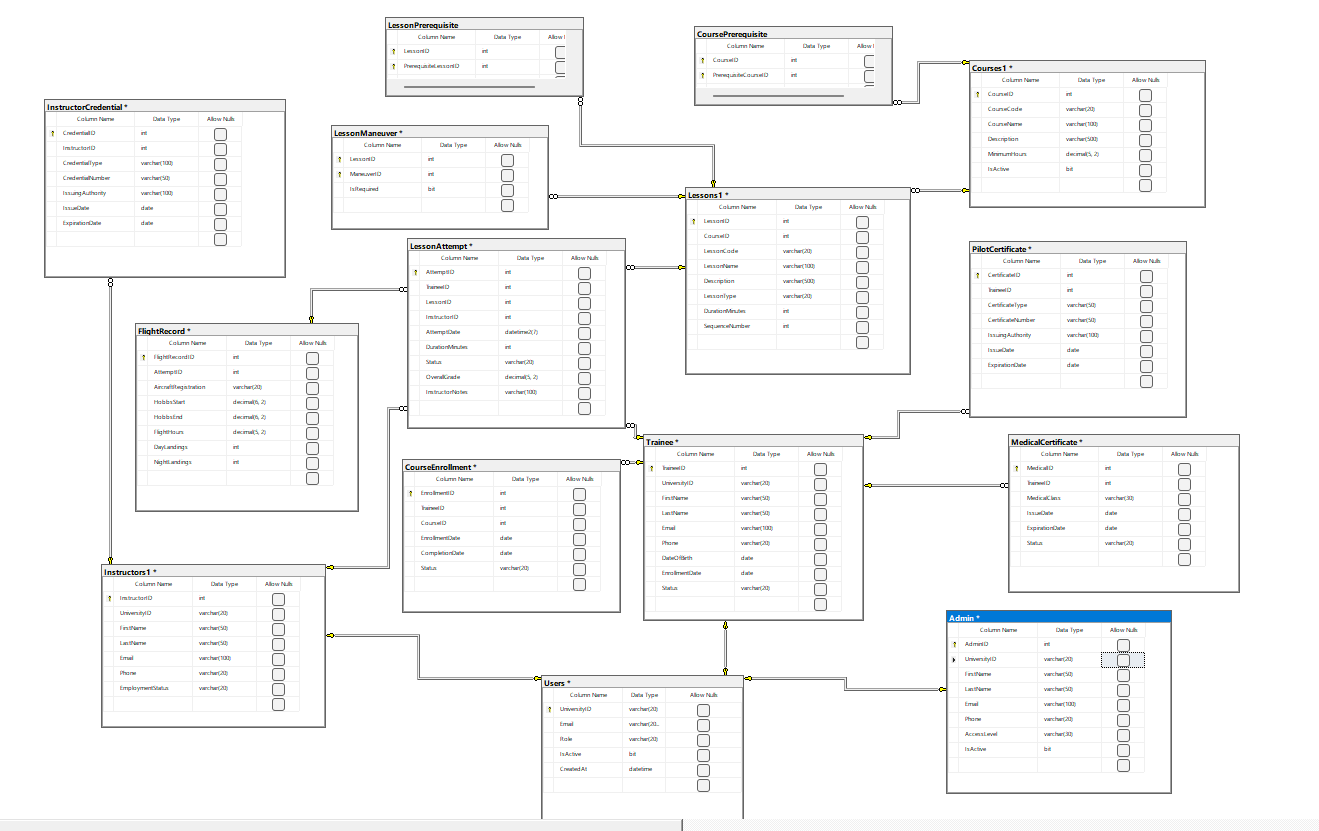 LessonPrerequisite
Column Name Data Type Allow
LessonID int
PrerequisiteLessonID int
CoursePrerequisite
Column Name Data Type Allow
CourseID int
PrerequisiteCourseID int
Courses1 *
Column Name Data Type Allow Nulls
CourseID int
CourseCode varchar(20)
CourseName varchar(100)
Description varchar(500)
MinimumHours decimal(5, 2)
IsActive bit
InstructorCredential *
Column Name Data Type Allow Nulls
CredentialID int
InstructorID int
CredentialType varchar(100)
CredentialNumber varchar(50)
IssuingAuthority varchar(100)
IssueDate date
ExpirationDate date
LessonManeuver *
Column Name Data Type Allow Nulls
LessonID int
ManeuverID int
IsRequired bit
Lessons1 *
Column Name Data Type Allow Nulls
LessonID int
CourseID int
LessonCode varchar(20)
LessonName varchar(100)
Description varchar(500)
LessonType varchar(20)
DurationMinutes int
SequenceNumber int
LessonAttempt *
Column Name Data Type Allow Nulls
AttemptID int
TraineeID int
LessonID int
InstructorID int
AttemptDate datetime2(7)
DurationMinutes int
Status varchar(20)
OverallGrade decimal(5, 2)
InstructorNotes varchar(100)
PilotCertificate *
Column Name Data Type Allow Nulls
CertificateID int
TraineeID int
CertificateType varchar(50)
CertificateNumber varchar(50)
IssuingAuthority varchar(100)
IssueDate date
ExpirationDate date
FlightRecord *
Column Name Data Type Allow Nulls
FlightRecordID int
AttemptID int
AircraftRegistration varchar(20)
HobbsStart decimal(6, 2)
HobbsEnd decimal(6, 2)
FlightHours decimal(5, 2)
DayLandings int
NightLandings int
Trainee *
Column Name Data Type Allow Nulls
TraineeID int
UniversityID varchar(20)
FirstName varchar(50)
LastName varchar(50)
Email varchar(100)
Phone varchar(20)
DateOfBirth date
EnrollmentDate date
Status varchar(20)
MedicalCertificate *
Column Name Data Type Allow Nulls
MedicalID int
TraineeID int
MedicalClass varchar(30)
IssueDate date
ExpirationDate date
Status varchar(20)
CourseEnrollment *
Column Name Data Type Allow Nulls
EnrollmentID int
TraineeID int
CourseID int
EnrollmentDate date
CompletionDate date
Status varchar(20)
Instructors1 *
Column Name Data Type Allow Nulls
InstructorID int
UniversityID varchar(20)
FirstName varchar(50)
LastName varchar(50)
Email varchar(100)
Phone varchar(20)
EmploymentStatus varchar(20)
Admin *
Column Name Data Type Allow Nulls
AdminID int
UniversityID varchar(20)
FirstName varchar(50)
LastName varchar(50)
Email varchar(100)
Phone varchar(20)
AccessLevel varchar(30)
IsActive bit
Users *
Column Name Data Type Allow Nulls
UniversityID varchar(20)
Email varchar(20...
Role varchar(20)
IsActive bit
CreatedAt datetime